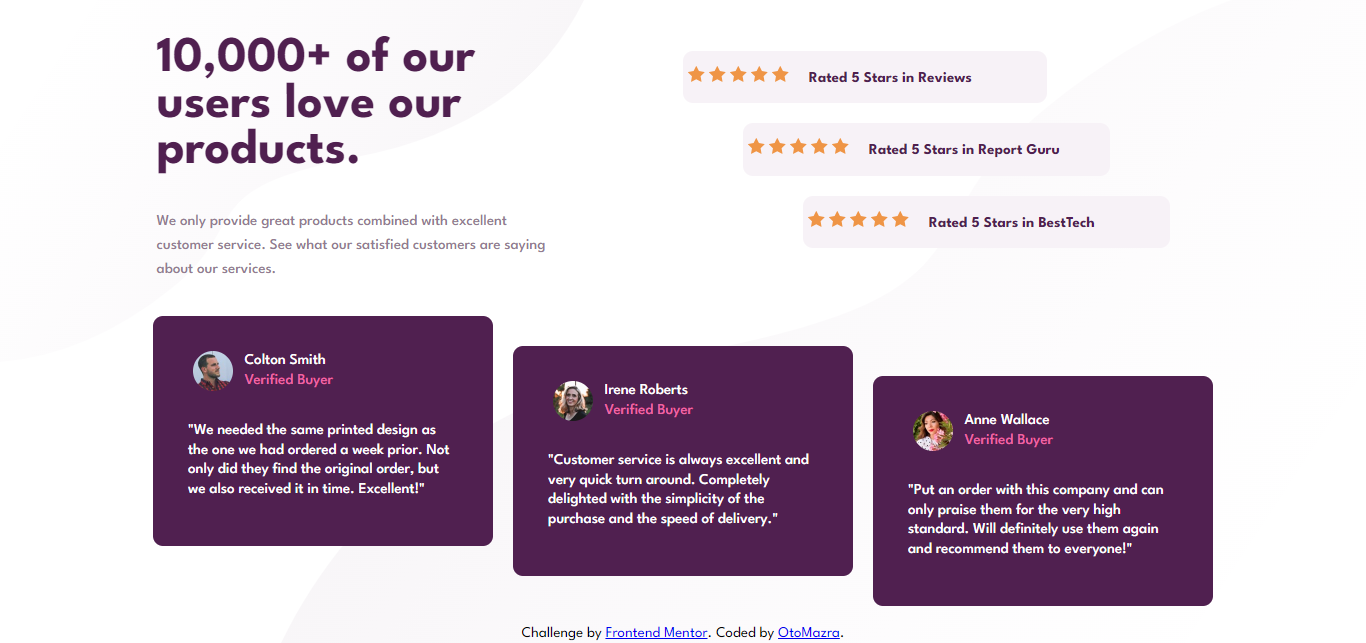 10,000+ of our
users love our
products.
We only provide great products combined with excellent
customer service. See what our satisfied customers are saying
about our services.
Rated 5 Stars in Reviews
Rated 5 Stars in Report Guru
Rated 5 Stars in BestTech
Colton Smith
Verified Buyer
"We needed the same printed design as
the one we had ordered a week prior. Not
only did they find the original order, but
we also received it in time. Excellent!"
Irene Roberts
Verified Buyer
"Customer service is always excellent and
very quick turn around. Completely
delighted with the simplicity of the
purchase and the speed of delivery."
Anne Wallace
Verified Buyer
"Put an order with this company and can
only praise them for the very high
standard. Will definitely use them again
and recommend them to everyone!"
Challenge by Frontend Mentor. Coded by OtoMazra.